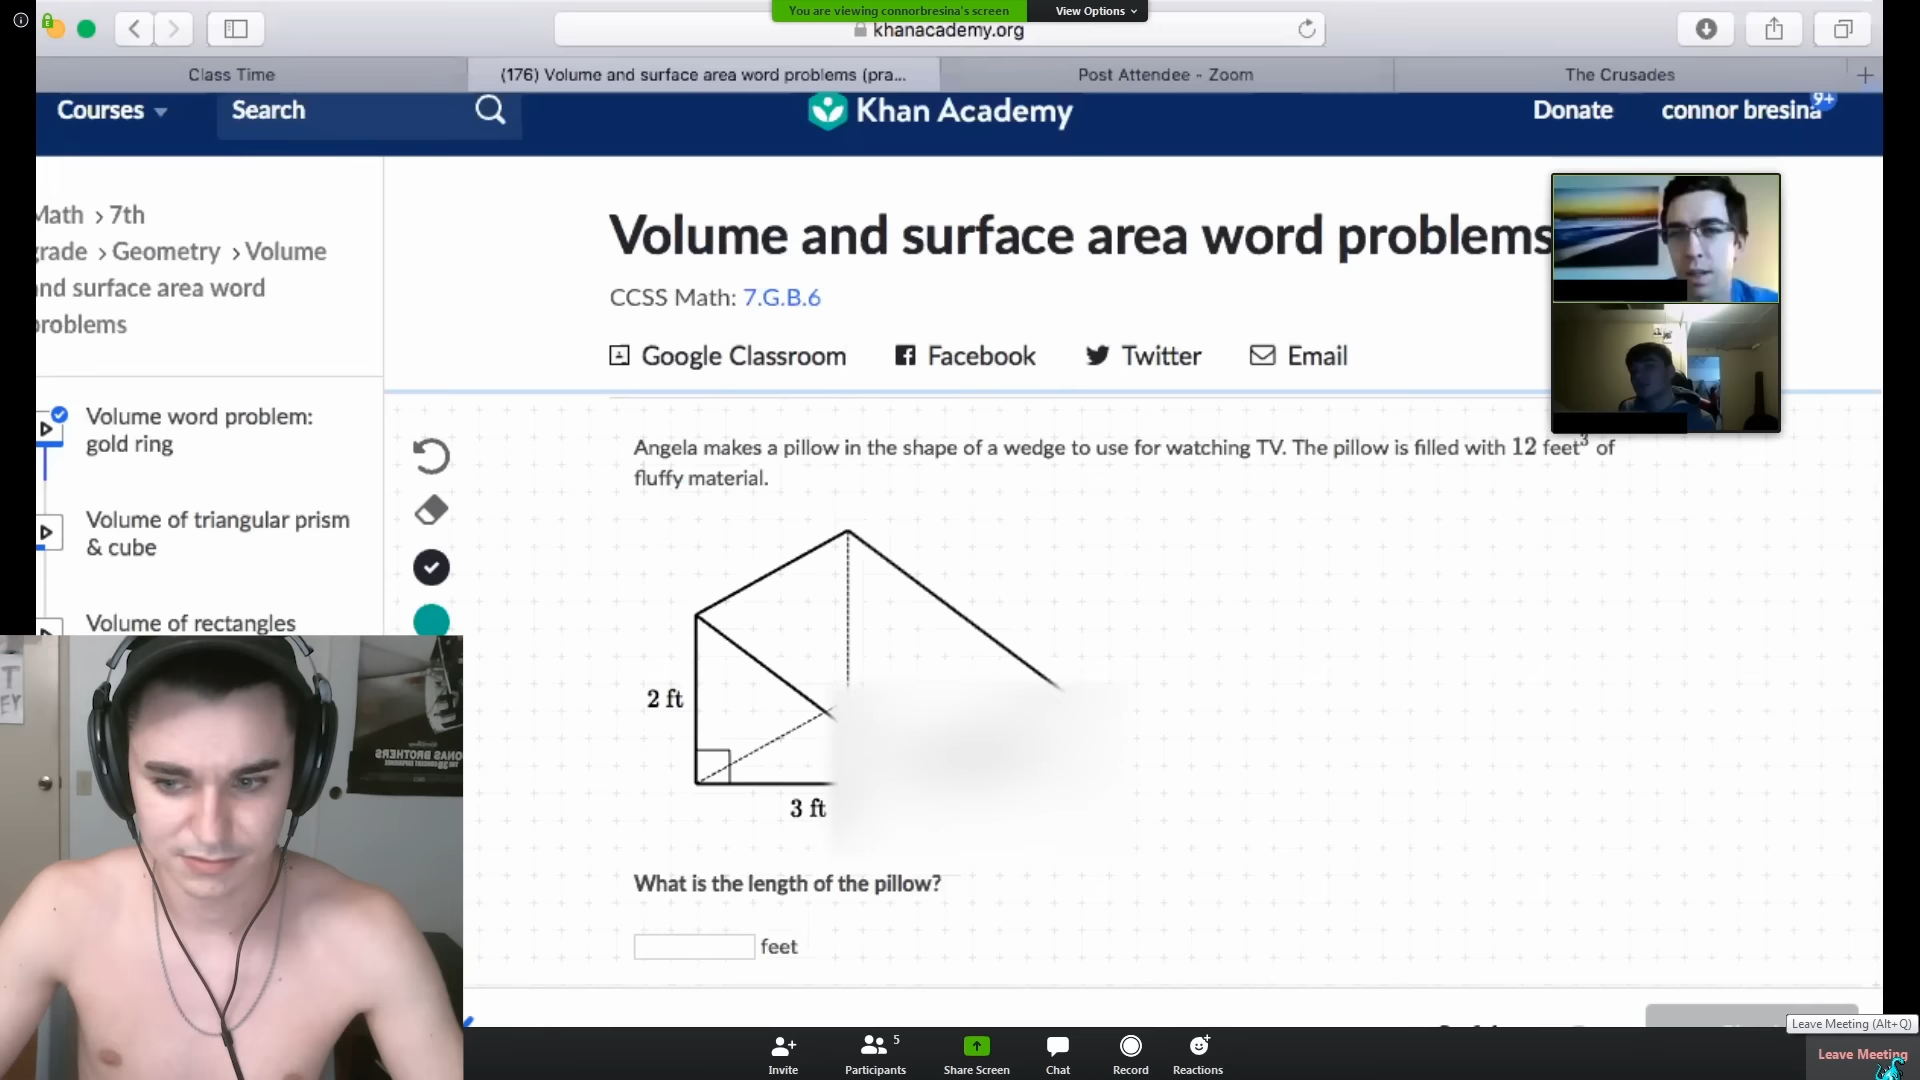 You are viewing connorbresina's screen
View Options
khanacademy.org
Class Time
(176) Volume and surface area word problems (pra...
Post Attendee - Zoom
The Crusades
Courses
Search
Khan Academy
Donate
connor bresina
9+
Math > 7th
grade > Geometry > Volume
and surface area word
problems
Volume and surface area word problems
CCSS Math: 7.G.B.6
Google Classroom
Facebook
Twitter
Email
Volume word problem:
gold ring
Volume of triangular prism
& cube
Volume of rectangles
Angela makes a pillow in the shape of a wedge to use for watching TV. The pillow is filled with 12 feet³ of
fluffy material.
2 ft
3 ft
What is the length of the pillow?
feet
T
EY
JONAS BROTHERS
Leave Meeting (Alt+Q)
Invite
Participants
5
Share Screen
Chat
Record
Reactions
Leave Meeting